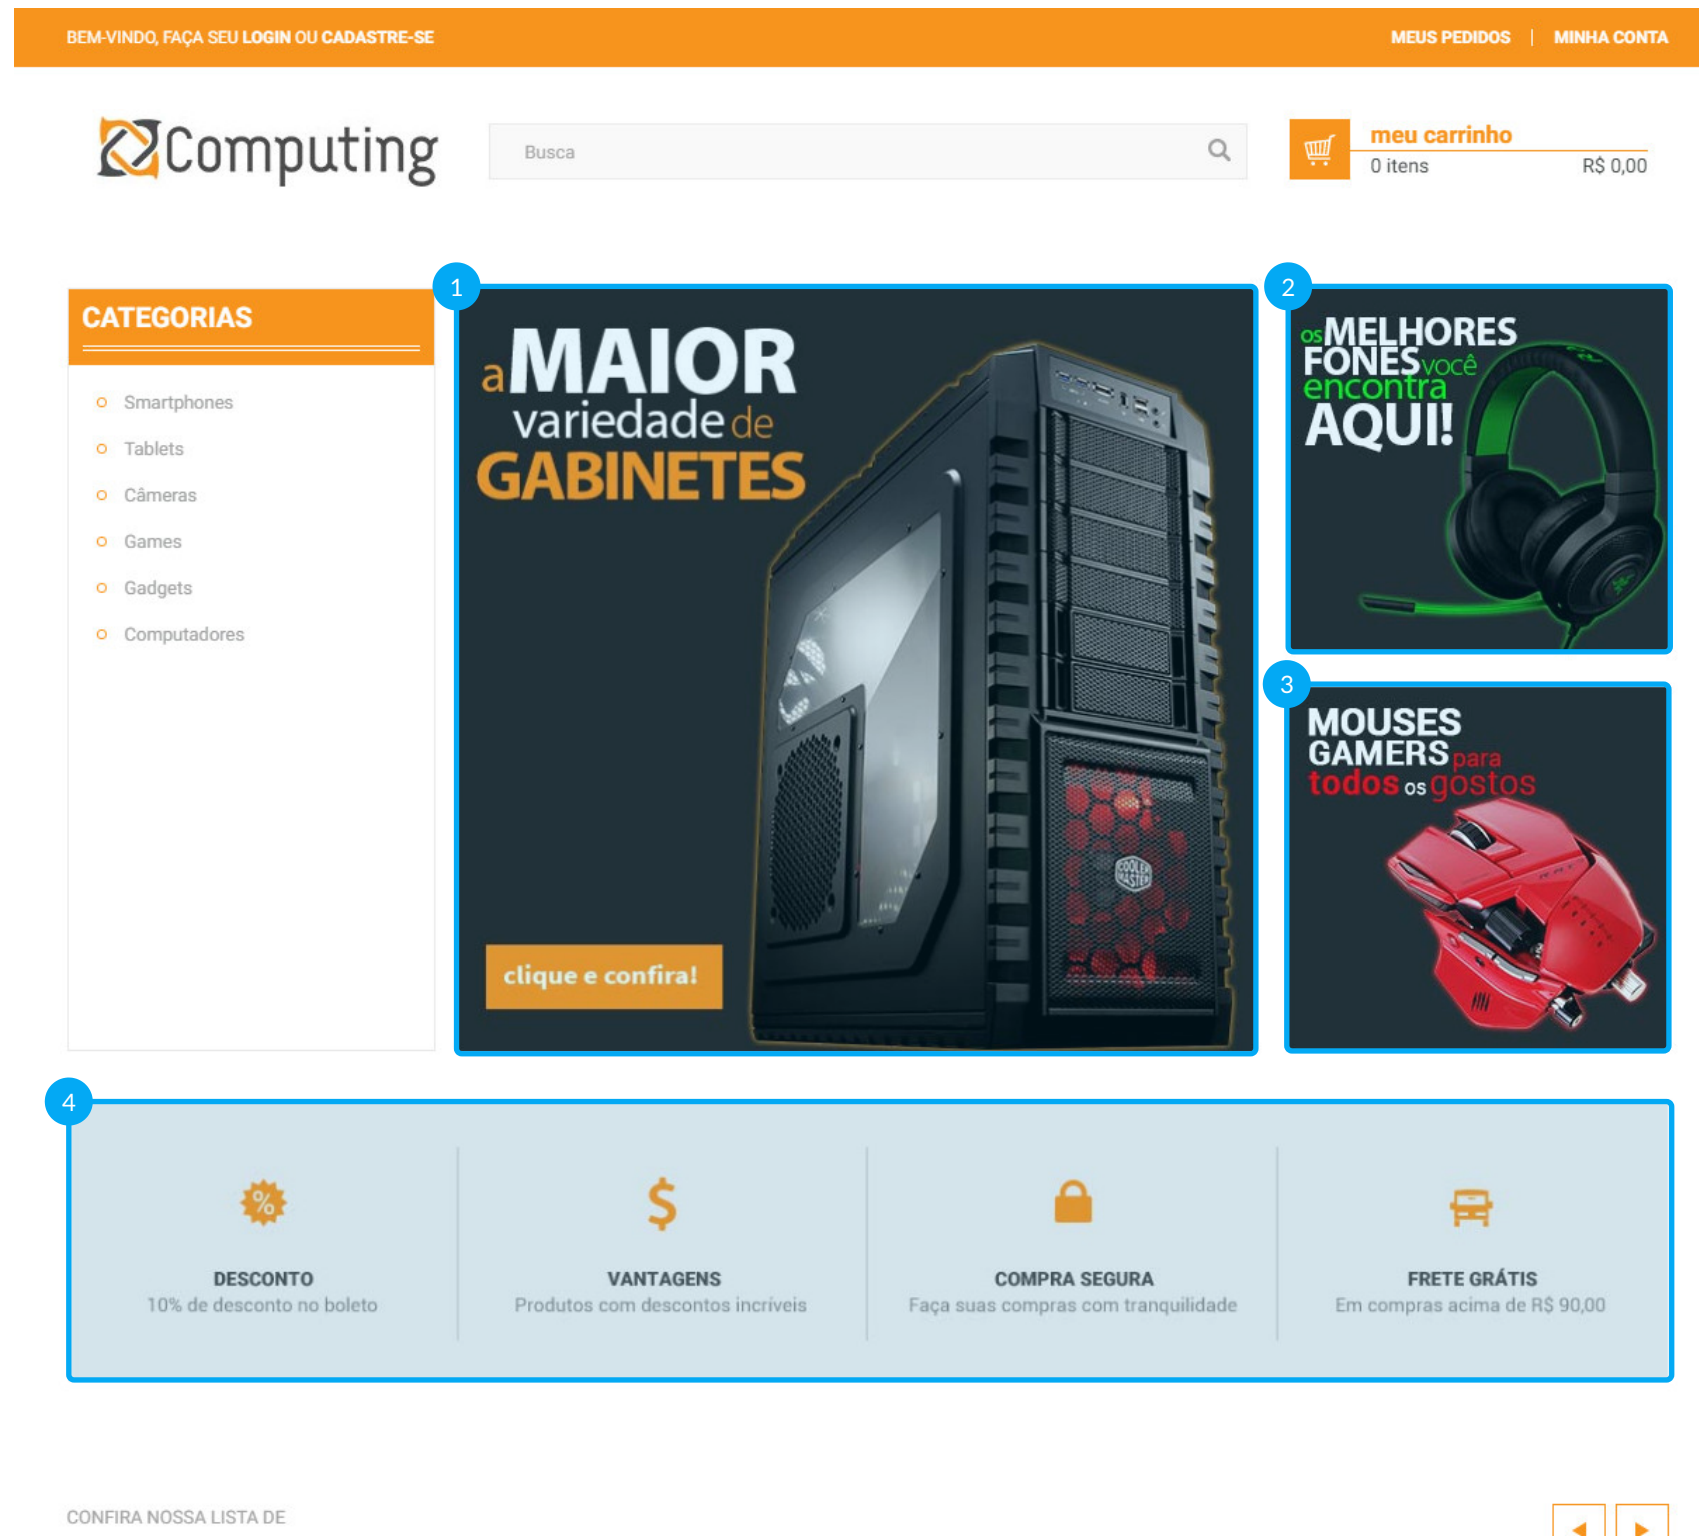 BEM-VINDO, FAÇA SEU LOGIN OU CADASTRE-SE
MEUS PEDIDOS | MINHA CONTA
Computing
Busca
meu carrinho
0 itens R$ 0,00
CATEGORIAS
Smartphones
Tablets
Câmeras
Games
Gadgets
Computadores
1
a MAIOR
variedade de
GABINETES
COOLER
MASTER
clique e confira!
2
os MELHORES
FONES você
encontra
AQUI!
3
MOUSES
GAMERS para
todos os gostos
R.A.T.
4
%
$
DESCONTO
10% de desconto no boleto
VANTAGENS
Produtos com descontos incríveis
COMPRA SEGURA
Faça suas compras com tranquilidade
FRETE GRÁTIS
Em compras acima de R$ 90,00
CONFIRA NOSSA LISTA DE